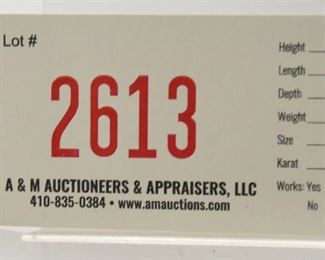 Lot #
2613
A & M AUCTIONEERS & APPRAISERS, LLC
410-835-0384 • www.amauctions.com
Height
Length
Depth
Weight
Size
Karat
Works: Yes
No